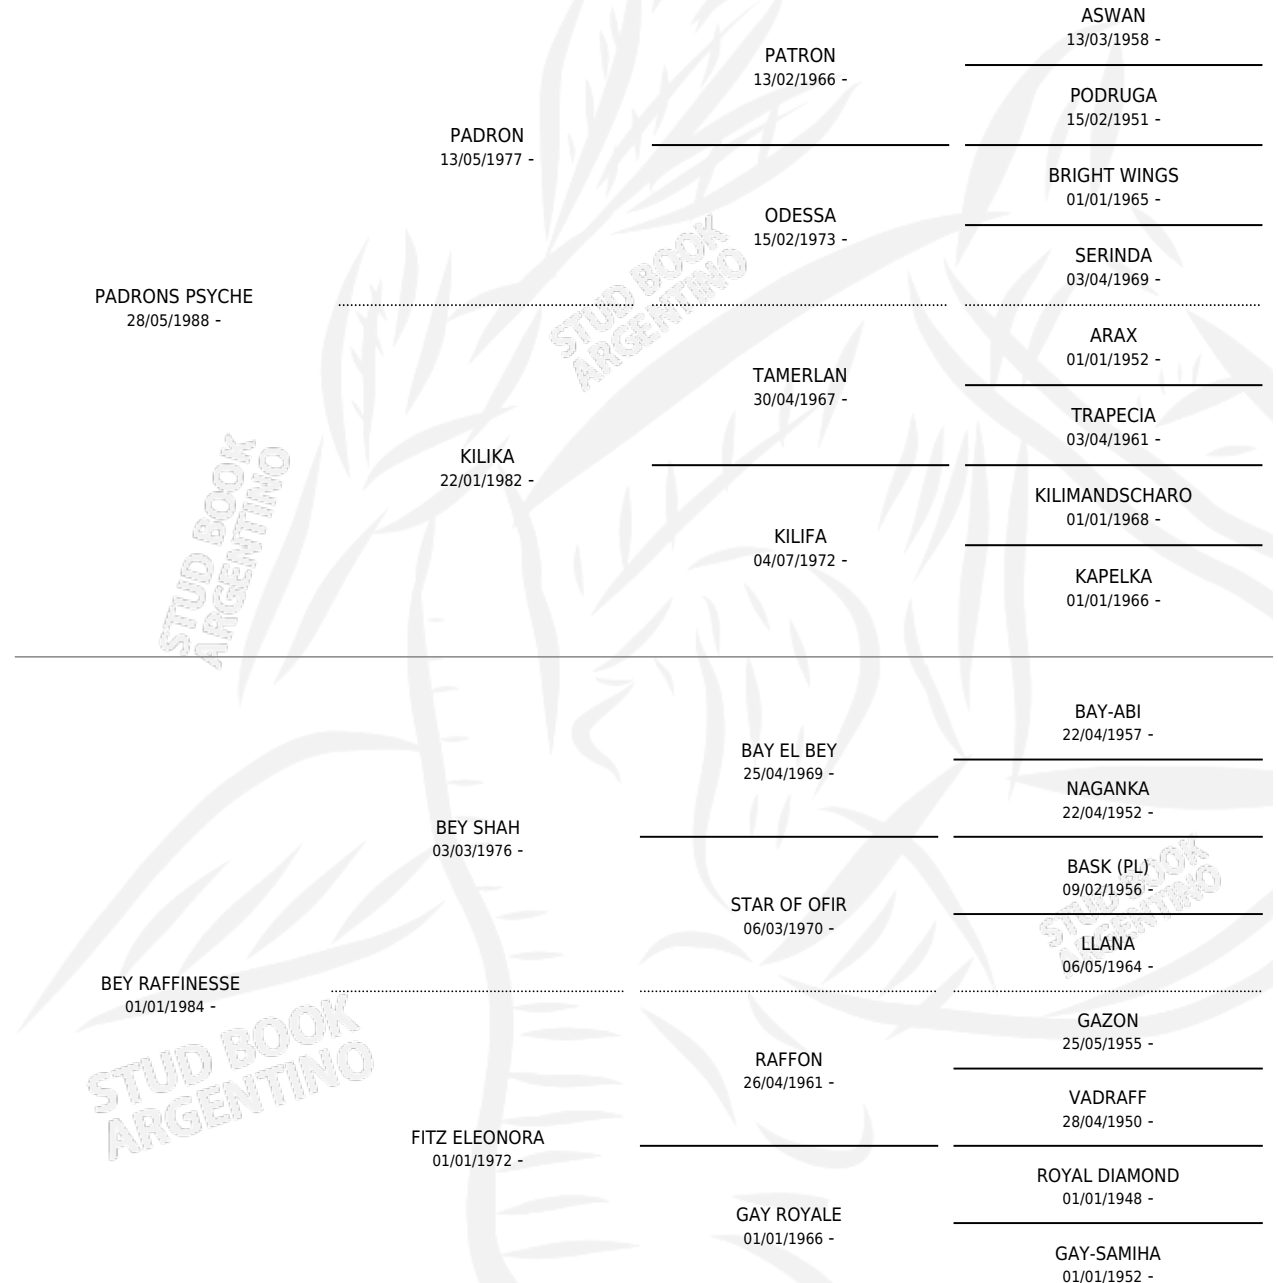 ASWAN
13/03/1958 -
PATRON
13/02/1966 -
PODRUGA
15/02/1951 -
PADRON
13/05/1977 -
BRIGHT WINGS
01/01/1965 -
ODESSA
15/02/1973 -
SERINDA
03/04/1969 -
PADRONS PSYCHE
28/05/1988 -
ARAX
01/01/1952 -
TAMERLAN
30/04/1967 -
TRAPECIA
03/04/1961 -
KILIKA
22/01/1982 -
KILIMANDSCHARO
01/01/1968 -
KILIFA
04/07/1972 -
KAPELKA
01/01/1966 -
BAY-ABI
22/04/1957 -
BAY EL BEY
25/04/1969 -
NAGANKA
22/04/1952 -
BEY SHAH
03/03/1976 -
BASK (PL)
09/02/1956 -
STAR OF OFIR
06/03/1970 -
LLANA
06/05/1964 -
BEY RAFFINESSE
01/01/1984 -
GAZON
25/05/1955 -
RAFFON
26/04/1961 -
VADRAFF
28/04/1950 -
FITZ ELEONORA
01/01/1972 -
ROYAL DIAMOND
01/01/1948 -
GAY ROYALE
01/01/1966 -
GAY-SAMIHA
01/01/1952 -
STUD BOOK
ARGENTINO
STUD BOOK
ARGENTINO
STUD BOOK
ARGENTINO
STUD BOOK
ARGENTINO